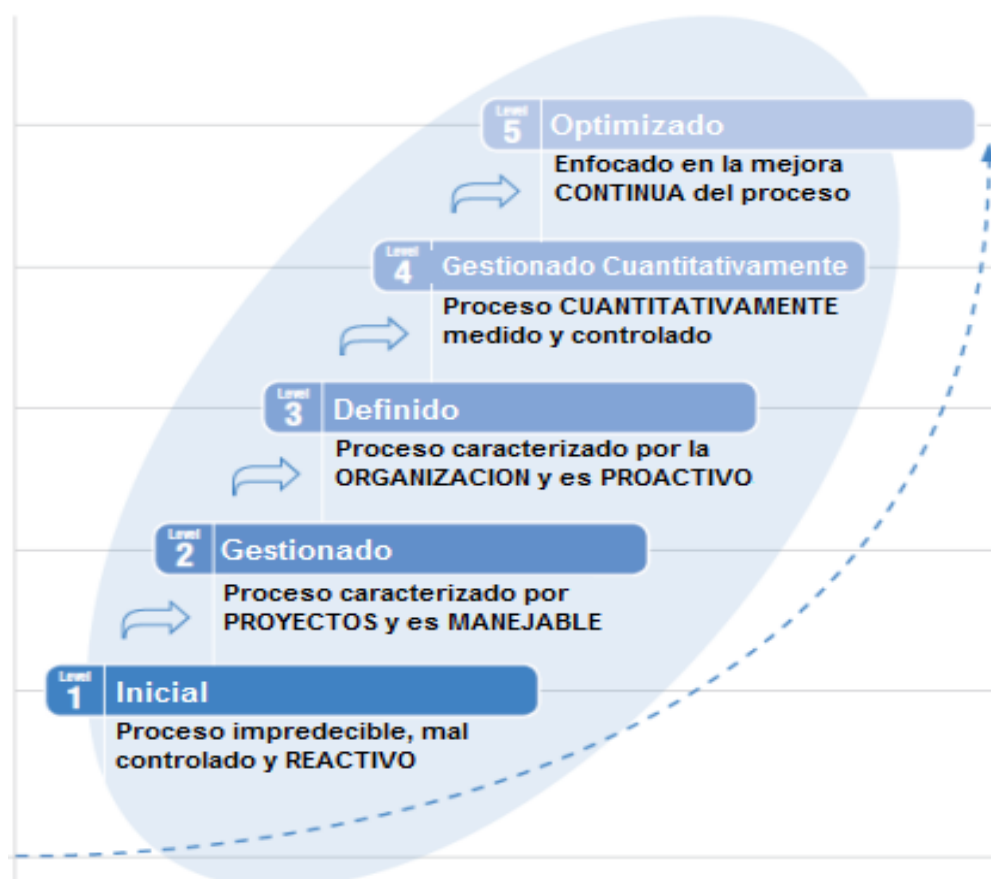 Level
5 Optimizado
Enfocado en la mejora
CONTINUA del proceso
Level
4 Gestionado Cuantitativamente
Proceso CUANTITATIVAMENTE
medido y controlado
Level
3 Definido
Proceso caracterizado por la
ORGANIZACION y es PROACTIVO
Level
2 Gestionado
Proceso caracterizado por
PROYECTOS y es MANEJABLE
Level
1 Inicial
Proceso impredecible, mal
controlado y REACTIVO